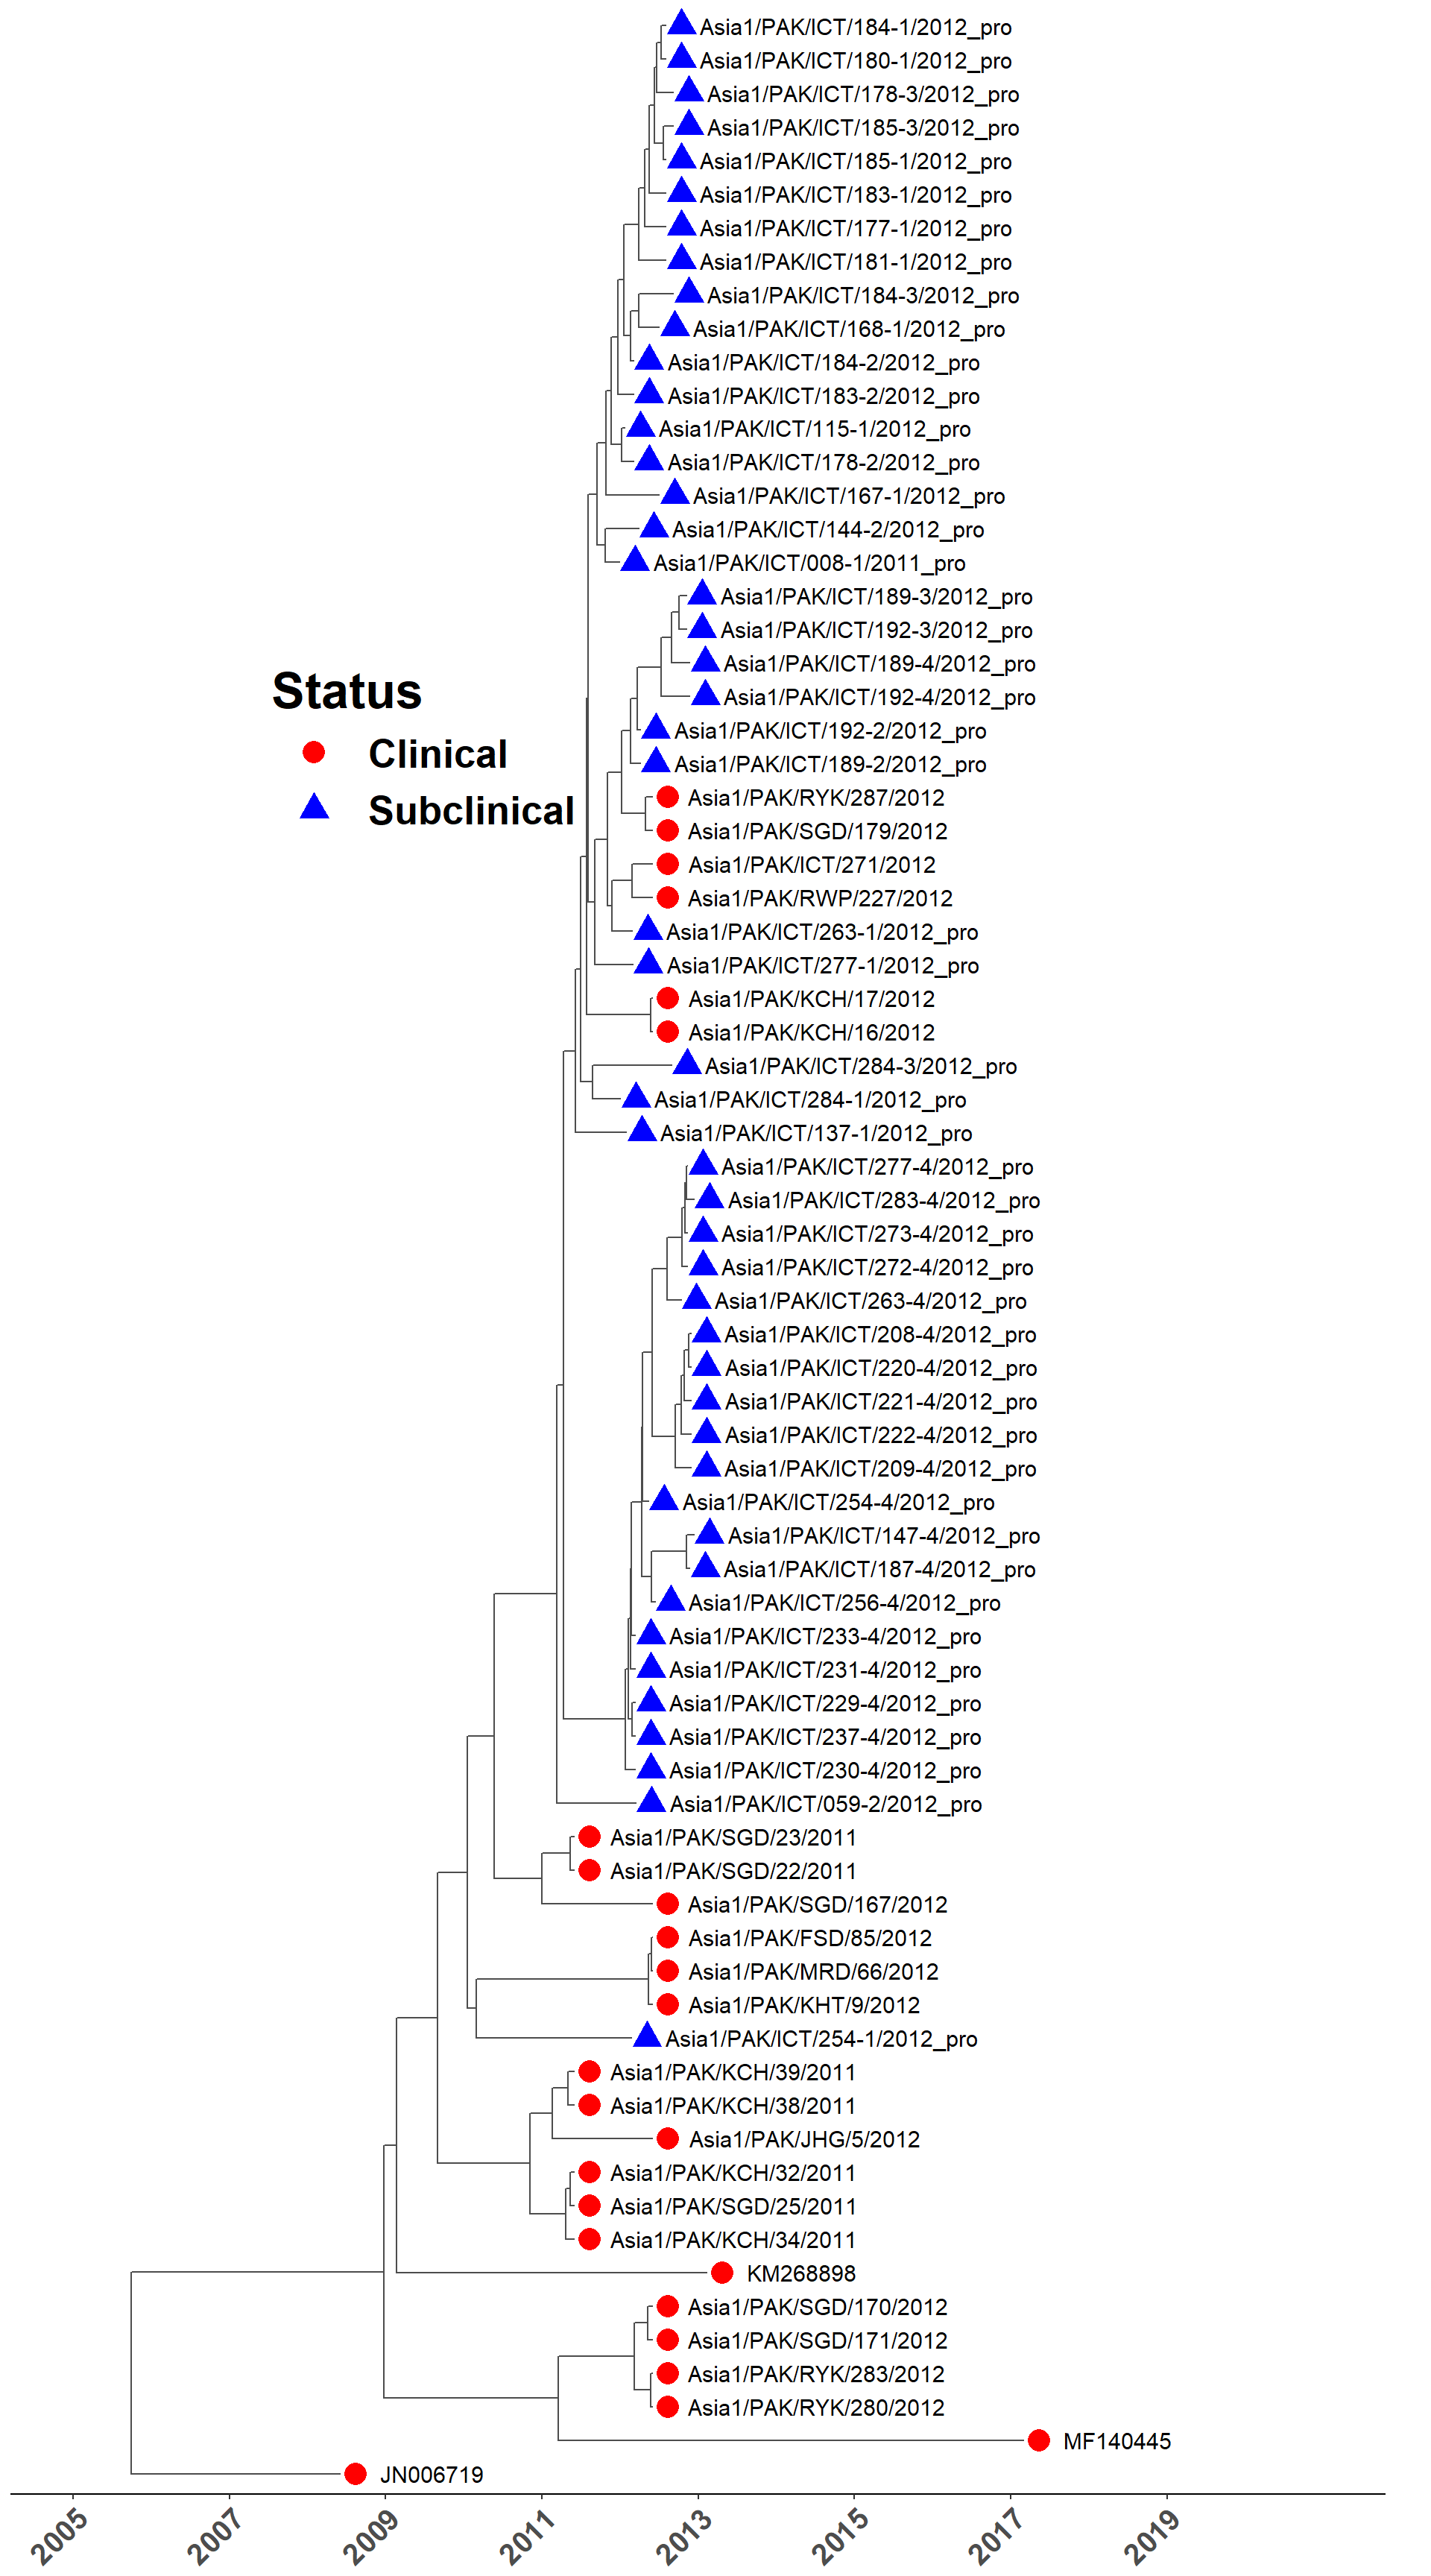 Asia1/PAK/ICT/184-1/2012_pro
Asia1/PAK/ICT/180-1/2012_pro
Asia1/PAK/ICT/178-3/2012_pro
Asia1/PAK/ICT/185-3/2012_pro
Asia1/PAK/ICT/185-1/2012_pro
Asia1/PAK/ICT/183-1/2012_pro
Asia1/PAK/ICT/177-1/2012_pro
Asia1/PAK/ICT/181-1/2012_pro
Asia1/PAK/ICT/184-3/2012_pro
Asia1/PAK/ICT/168-1/2012_pro
Asia1/PAK/ICT/184-2/2012_pro
Asia1/PAK/ICT/183-2/2012_pro
Asia1/PAK/ICT/115-1/2012_pro
Asia1/PAK/ICT/178-2/2012_pro
Asia1/PAK/ICT/167-1/2012_pro
Asia1/PAK/ICT/144-2/2012_pro
Asia1/PAK/ICT/008-1/2011_pro
Asia1/PAK/ICT/189-3/2012_pro
Asia1/PAK/ICT/192-3/2012_pro
Asia1/PAK/ICT/189-4/2012_pro
Asia1/PAK/ICT/192-4/2012_pro
Asia1/PAK/ICT/192-2/2012_pro
Asia1/PAK/ICT/189-2/2012_pro
Asia1/PAK/RYK/287/2012
Asia1/PAK/SGD/179/2012
Asia1/PAK/ICT/271/2012
Asia1/PAK/RWP/227/2012
Asia1/PAK/ICT/263-1/2012_pro
Asia1/PAK/ICT/277-1/2012_pro
Asia1/PAK/KCH/17/2012
Asia1/PAK/KCH/16/2012
Asia1/PAK/ICT/284-3/2012_pro
Asia1/PAK/ICT/284-1/2012_pro
Asia1/PAK/ICT/137-1/2012_pro
Asia1/PAK/ICT/277-4/2012_pro
Asia1/PAK/ICT/283-4/2012_pro
Asia1/PAK/ICT/273-4/2012_pro
Asia1/PAK/ICT/272-4/2012_pro
Asia1/PAK/ICT/263-4/2012_pro
Asia1/PAK/ICT/208-4/2012_pro
Asia1/PAK/ICT/220-4/2012_pro
Asia1/PAK/ICT/221-4/2012_pro
Asia1/PAK/ICT/222-4/2012_pro
Asia1/PAK/ICT/209-4/2012_pro
Asia1/PAK/ICT/254-4/2012_pro
Asia1/PAK/ICT/147-4/2012_pro
Asia1/PAK/ICT/187-4/2012_pro
Asia1/PAK/ICT/256-4/2012_pro
Asia1/PAK/ICT/233-4/2012_pro
Asia1/PAK/ICT/231-4/2012_pro
Asia1/PAK/ICT/229-4/2012_pro
Asia1/PAK/ICT/237-4/2012_pro
Asia1/PAK/ICT/230-4/2012_pro
Asia1/PAK/ICT/059-2/2012_pro
Asia1/PAK/SGD/23/2011
Asia1/PAK/SGD/22/2011
Asia1/PAK/SGD/167/2012
Asia1/PAK/FSD/85/2012
Asia1/PAK/MRD/66/2012
Asia1/PAK/KHT/9/2012
Asia1/PAK/ICT/254-1/2012_pro
Asia1/PAK/KCH/39/2011
Asia1/PAK/KCH/38/2011
Asia1/PAK/JHG/5/2012
Asia1/PAK/KCH/32/2011
Asia1/PAK/SGD/25/2011
Asia1/PAK/KCH/34/2011
KM268898
Asia1/PAK/SGD/170/2012
Asia1/PAK/SGD/171/2012
Asia1/PAK/RYK/283/2012
Asia1/PAK/RYK/280/2012
MF140445
JN006719
Status
Clinical
Subclinical
2005
2007
2009
2011
2013
2015
2017
2019